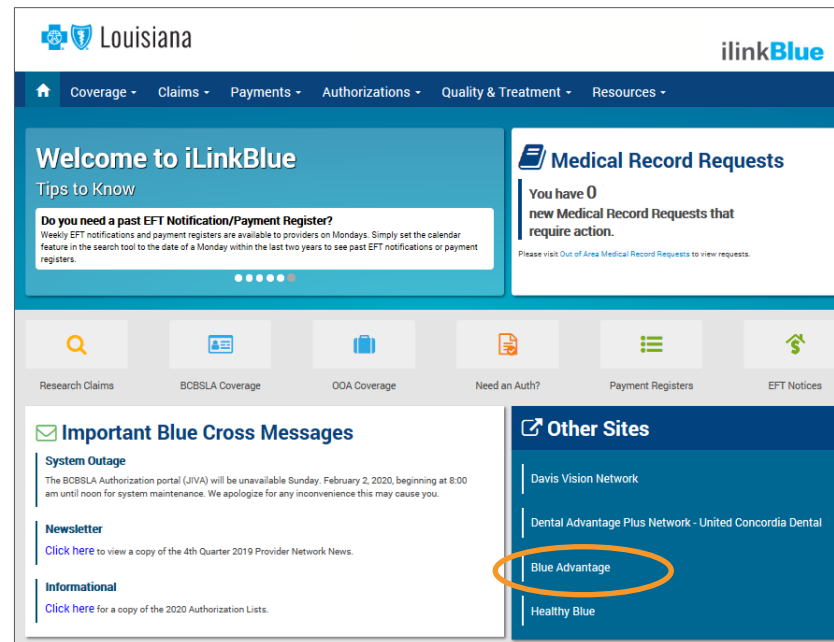 Louisiana
ilinkBlue
Coverage
Claims
Payments
Authorizations
Quality & Treatment
Resources
Welcome to iLinkBlue
Tips to Know
Do you need a past EFT Notification/Payment Register?
Weekly EFT notifications and payment registers are available to providers on Mondays. Simply set the calendar
feature in the search tool to the date of a Monday within the last two years to see past EFT notifications or payment
registers.
Medical Record Requests
You have 0
new Medical Record Requests that
require action.
Please visit Out of Area Medical Record Requests to view requests.
Research Claims
BCBSLA Coverage
OOA Coverage
Need an Auth?
Payment Registers
EFT Notices
Important Blue Cross Messages
System Outage
The BCBSLA Authorization portal (JIVA) will be unavailable Sunday. February 2, 2020, beginning at 8:00
am until noon for system maintenance. We apologize for any inconvenience this may cause you.
Newsletter
Click here to view a copy of the 4th Quarter 2019 Provider Network News.
Informational
Click here for a copy of the 2020 Authorization Lists.
Other Sites
Davis Vision Network
Dental Advantage Plus Network - United Concordia Dental
Blue Advantage
Healthy Blue